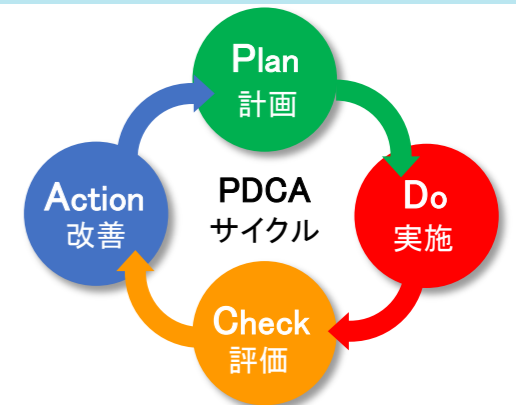 Plan
計画
Do
実施
Check
評価
Action
改善
PDCA
サイクル